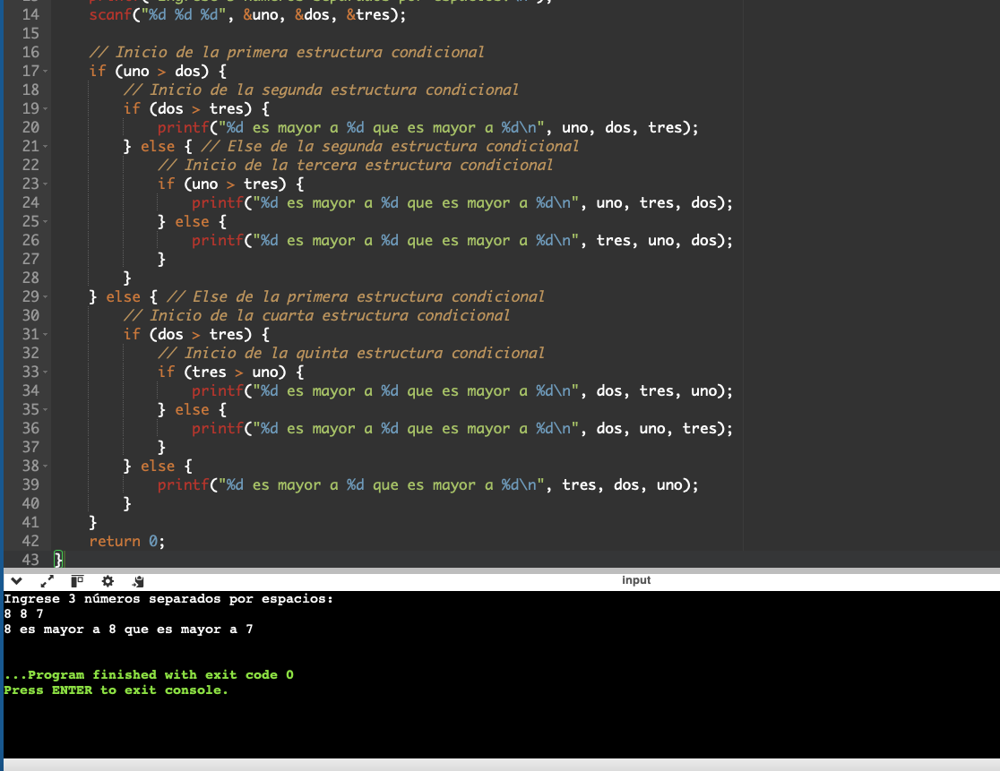 14 scanf("%d %d %d", &uno, &dos, &tres);
15
16 // Inicio de la primera estructura condicional
17 if (uno > dos) {
18 // Inicio de la segunda estructura condicional
19 if (dos > tres) {
20 printf("%d es mayor a %d que es mayor a %d\n", uno, dos, tres);
21 } else { // Else de la segunda estructura condicional
22 // Inicio de la tercera estructura condicional
23 if (uno > tres) {
24 printf("%d es mayor a %d que es mayor a %d\n", uno, tres, dos);
25 } else {
26 printf("%d es mayor a %d que es mayor a %d\n", tres, uno, dos);
27 }
28 }
29 } else { // Else de la primera estructura condicional
30 // Inicio de la cuarta estructura condicional
31 if (dos > tres) {
32 // Inicio de la quinta estructura condicional
33 if (tres > uno) {
34 printf("%d es mayor a %d que es mayor a %d\n", dos, tres, uno);
35 } else {
36 printf("%d es mayor a %d que es mayor a %d\n", dos, uno, tres);
37 }
38 } else {
39 printf("%d es mayor a %d que es mayor a %d\n", tres, dos, uno);
40 }
41 }
42 return 0;
43 }
input
Ingrese 3 números separados por espacios:
8 8 7
8 es mayor a 8 que es mayor a 7
...Program finished with exit code 0
Press ENTER to exit console.